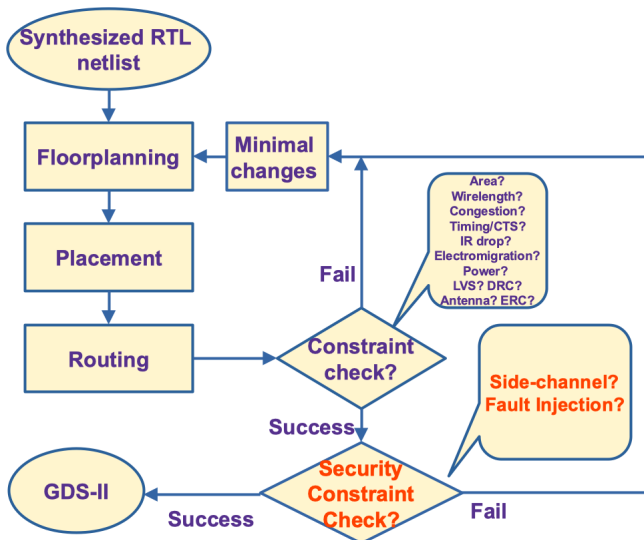 Synthesized RTL
netlist
Floorplanning
Minimal
changes
Placement
Routing
Fail
Area?
Wirelength?
Congestion?
Timing/CTS?
IR drop?
Electromigration?
Power?
LVS? DRC?
Antenna? ERC?
Constraint
check?
Success
Side-channel?
Fault Injection?
Security
Constraint
Check?
Fail
Success
GDS-II